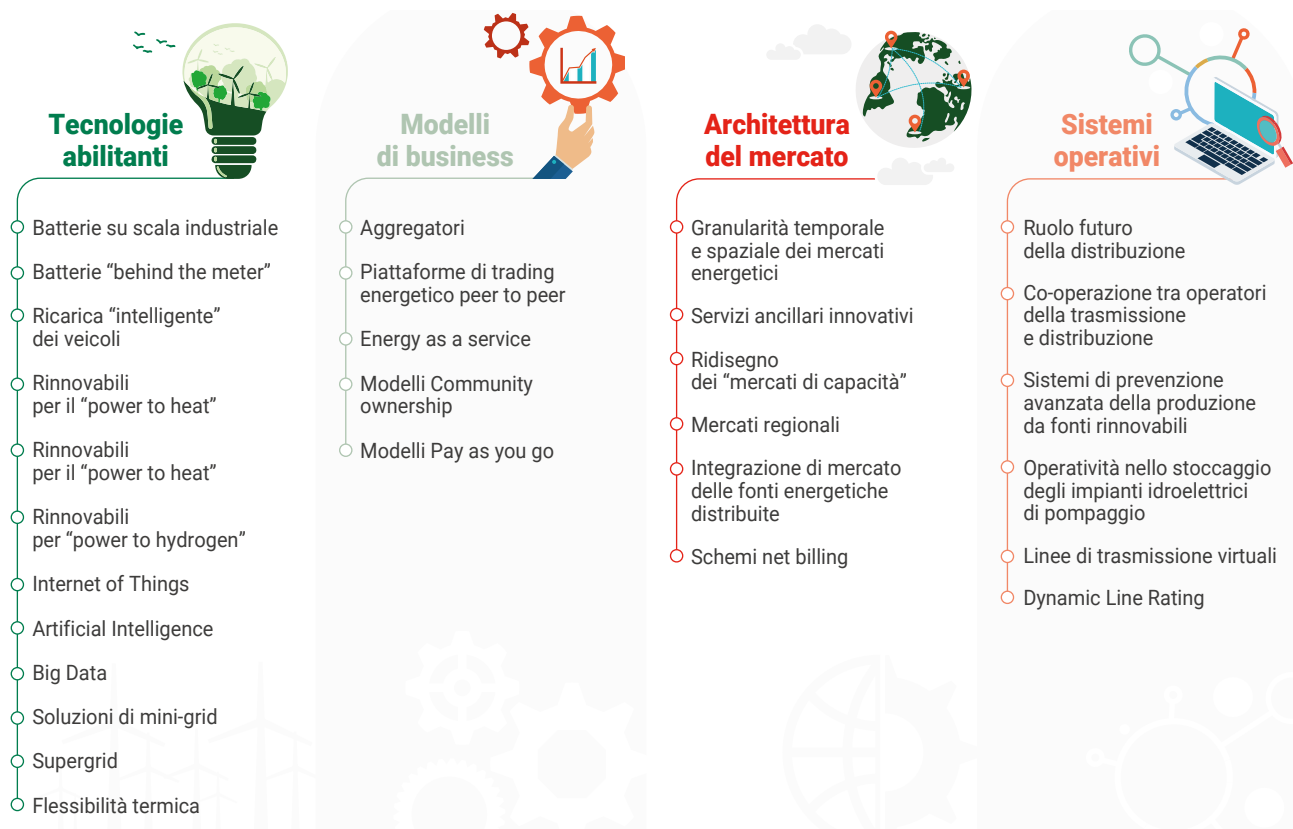 Tecnologie
abilitanti
Batterie su scala industriale
Batterie “behind the meter”
Ricarica “intelligente”
dei veicoli
Rinnovabili
per il “power to heat”
Rinnovabili
per il “power to heat”
Rinnovabili
per “power to hydrogen”
Internet of Things
Artificial Intelligence
Big Data
Soluzioni di mini-grid
Supergrid
Flessibilità termica
Modelli
di business
Aggregatori
Piattaforme di trading
energetico peer to peer
Energy as a service
Modelli Community
ownership
Modelli Pay as you go
Architettura
del mercato
Granularità temporale
e spaziale dei mercati
energetici
Servizi ancillari innovativi
Ridisegno
dei “mercati di capacità”
Mercati regionali
Integrazione di mercato
delle fonti energetiche
distribuite
Schemi net billing
Sistemi
operativi
Ruolo futuro
della distribuzione
Co-operazione tra operatori
della trasmissione
e distribuzione
Sistemi di prevenzione
avanzata della produzione
da fonti rinnovabili
Operatività nello stoccaggio
degli impianti idroelettrici
di pompaggio
Linee di trasmissione virtuali
Dynamic Line Rating